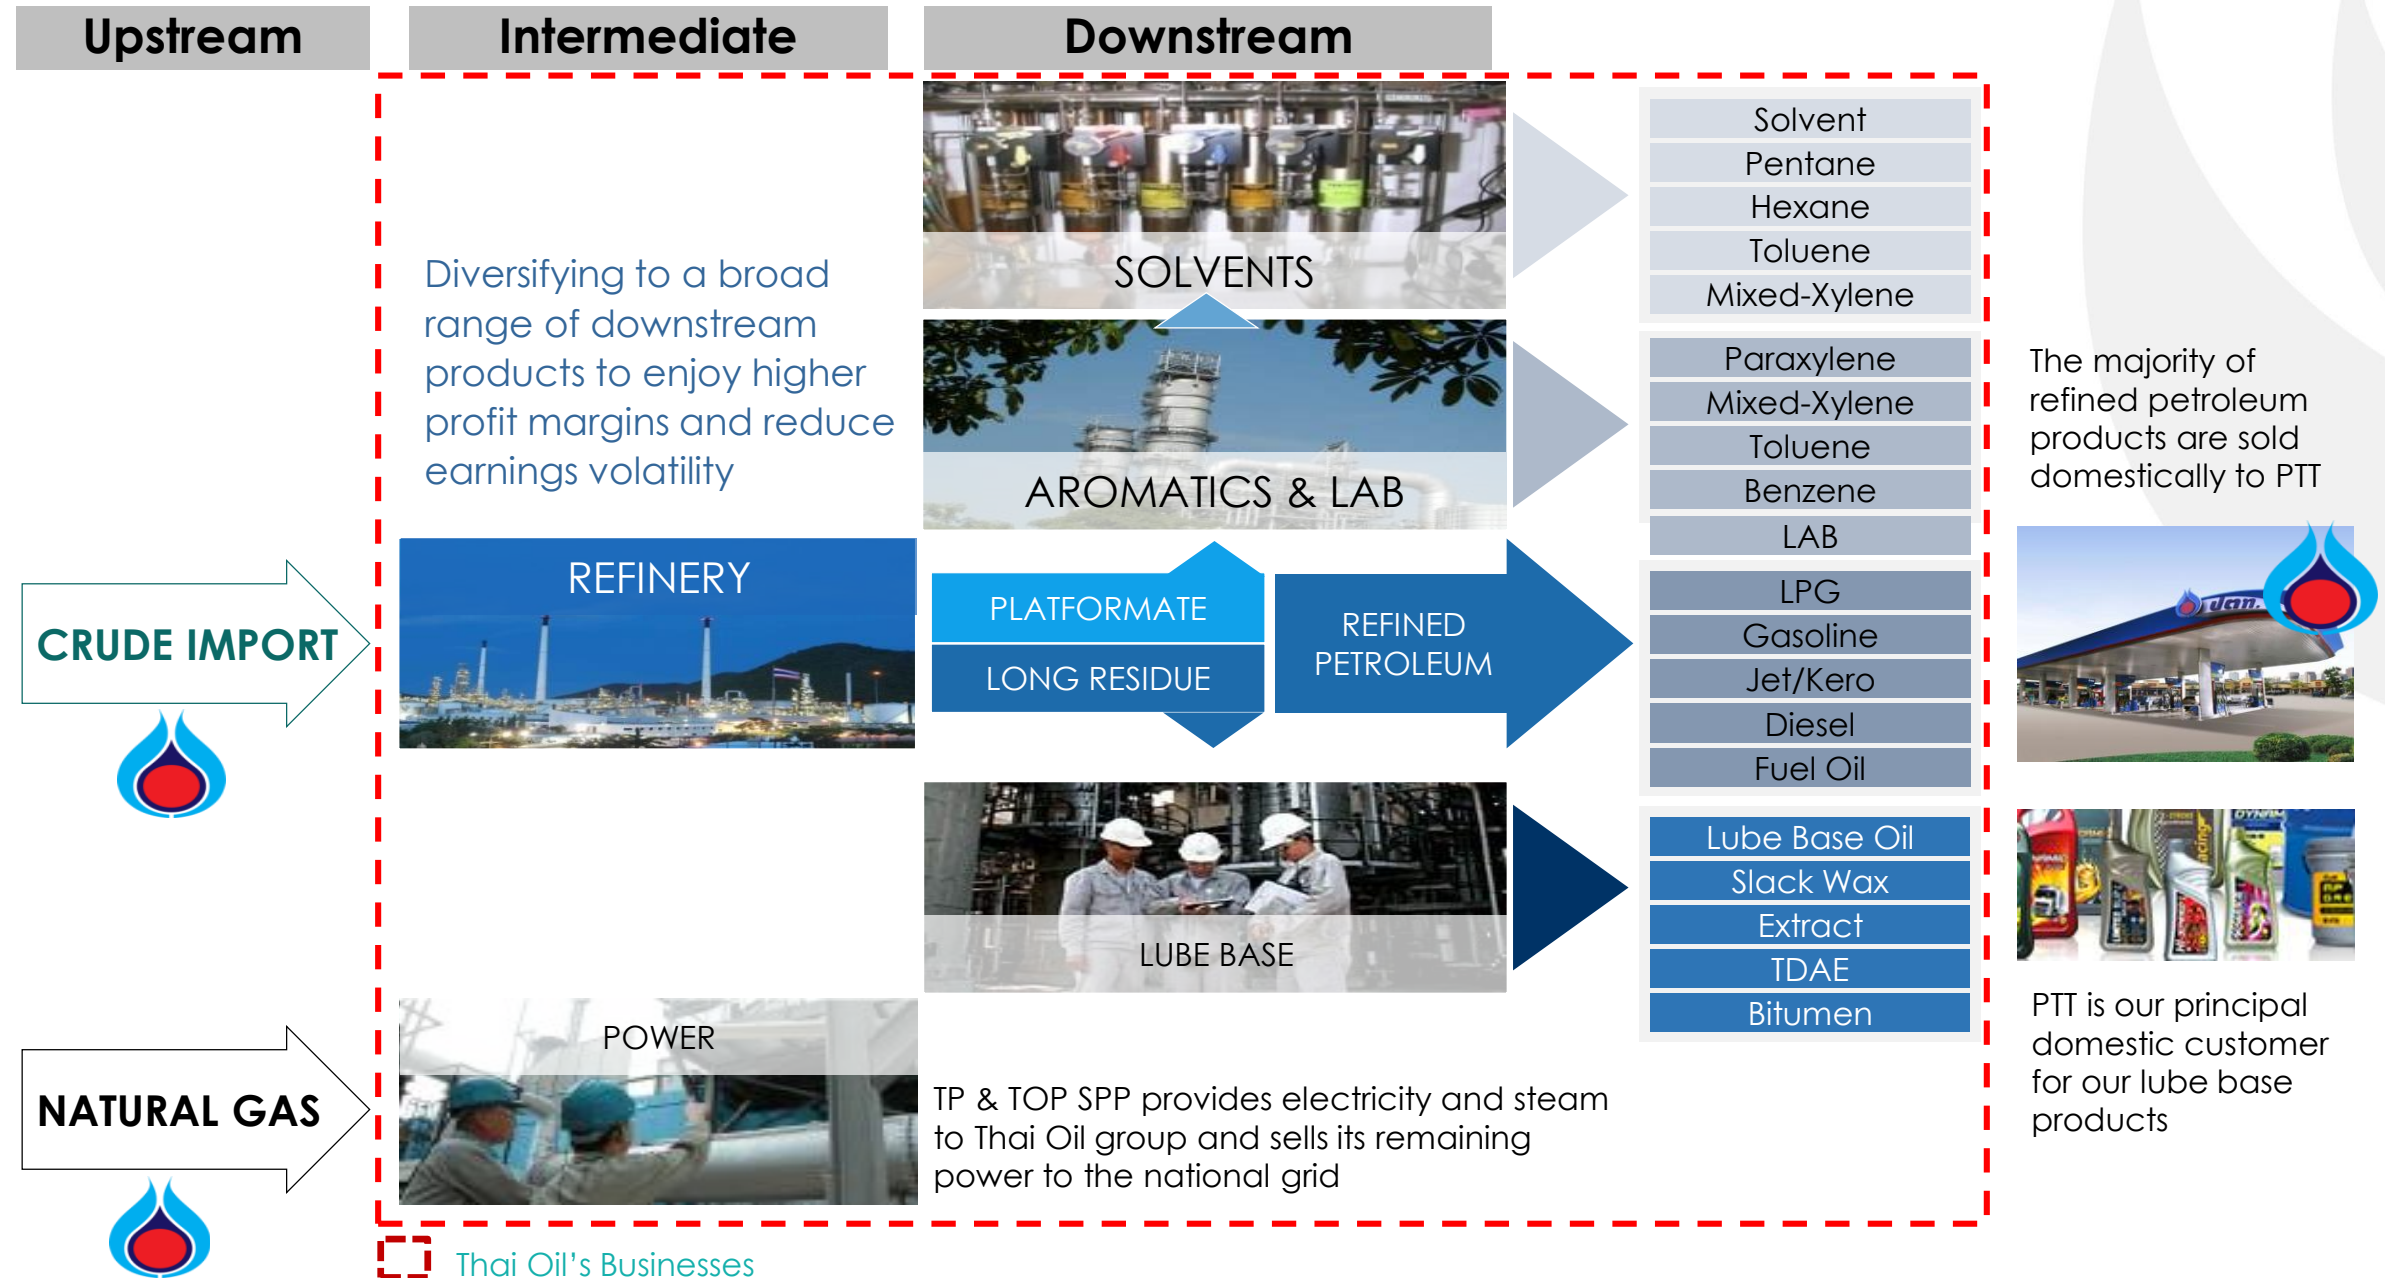 Upstream
Intermediate
Downstream
Diversifying to a broad
range of downstream
products to enjoy higher
profit margins and reduce
earnings volatility
SOLVENTS
AROMATICS & LAB
Solvent
Pentane
Hexane
Toluene
Mixed-Xylene
Paraxylene
Mixed-Xylene
Toluene
Benzene
LAB
The majority of
refined petroleum
products are sold
domestically to PTT
CRUDE IMPORT
REFINERY
PLATFORMATE
LONG RESIDUE
REFINED
PETROLEUM
LPG
Gasoline
Jet/Kero
Diesel
Fuel Oil
LUBE BASE
Lube Base Oil
Slack Wax
Extract
TDAE
Bitumen
PTT is our principal
domestic customer
for our lube base
products
NATURAL GAS
POWER
TP & TOP SPP provides electricity and steam
to Thai Oil group and sells its remaining
power to the national grid
Thai Oil’s Businesses